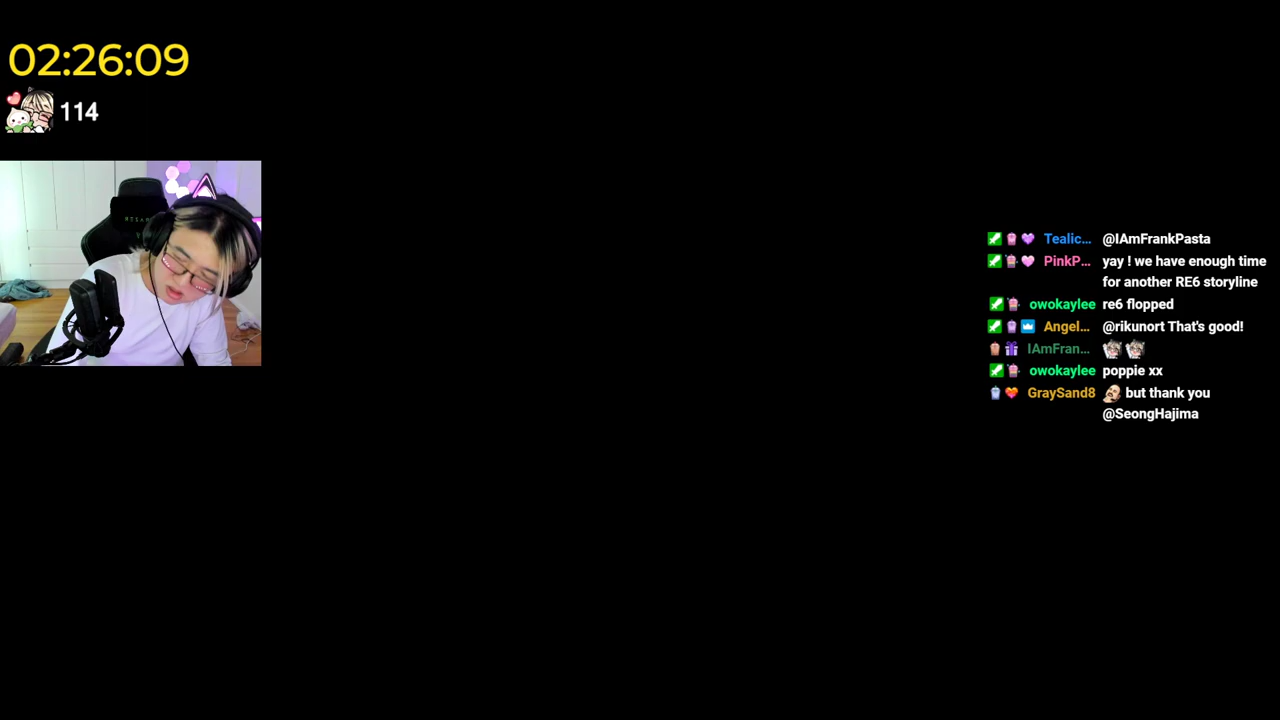 02:26:09
114
Tealic... @IAmFrankPasta
PinkP... yay ! we have enough time
for another RE6 storyline
owokaylee re6 flopped
Angel... @rikunort That's good!
IAmFran...
owokaylee poppie xx
GraySand8 but thank you
@SeongHajima